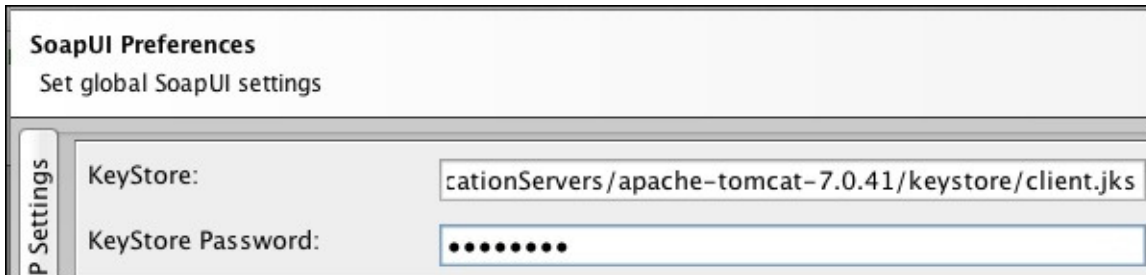 SoapUI Preferences
Set global SoapUI settings
P Settings
KeyStore:
cationServers/apache-tomcat-7.0.41/keystore/client.jks
KeyStore Password:
••••••••